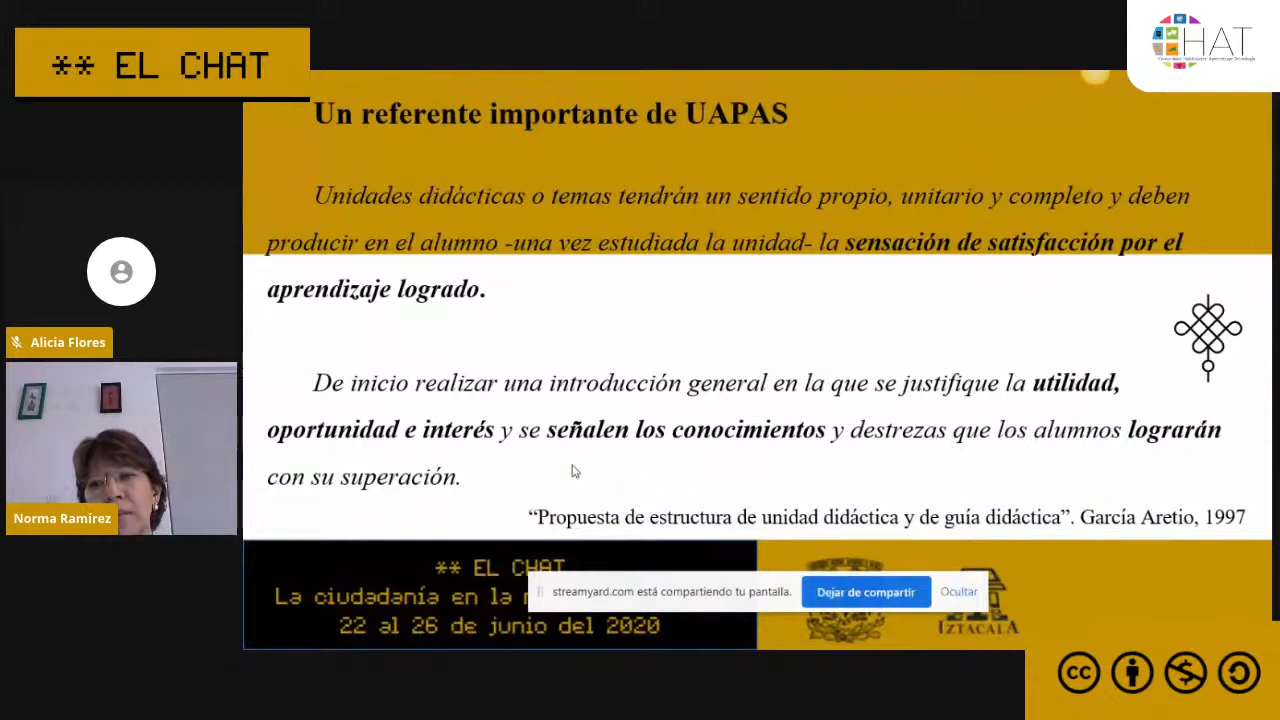 ** EL CHAT
HAT
Un referente importante de UAPAS
Unidades didácticas o temas tendrán un sentido propio, unitario y completo y deben
producir en el alumno -una vez estudiada la unidad- la sensación de satisfacción por el
aprendizaje logrado.
Alicia Flores
De inicio realizar una introducción general en la que se justifique la utilidad,
oportunidad e interés y se señalen los conocimientos y destrezas que los alumnos lograrán
con su superación.
Norma Ramírez
“Propuesta de estructura de unidad didáctica y de guía didáctica”. García Aretio, 1997
** EL CHAT
La ciudadanía en la
22 al 26 de junio del 2020
streamyard.com está compartiendo tu pantalla.
Dejar de compartir
Ocultar
IZTACALA
cc